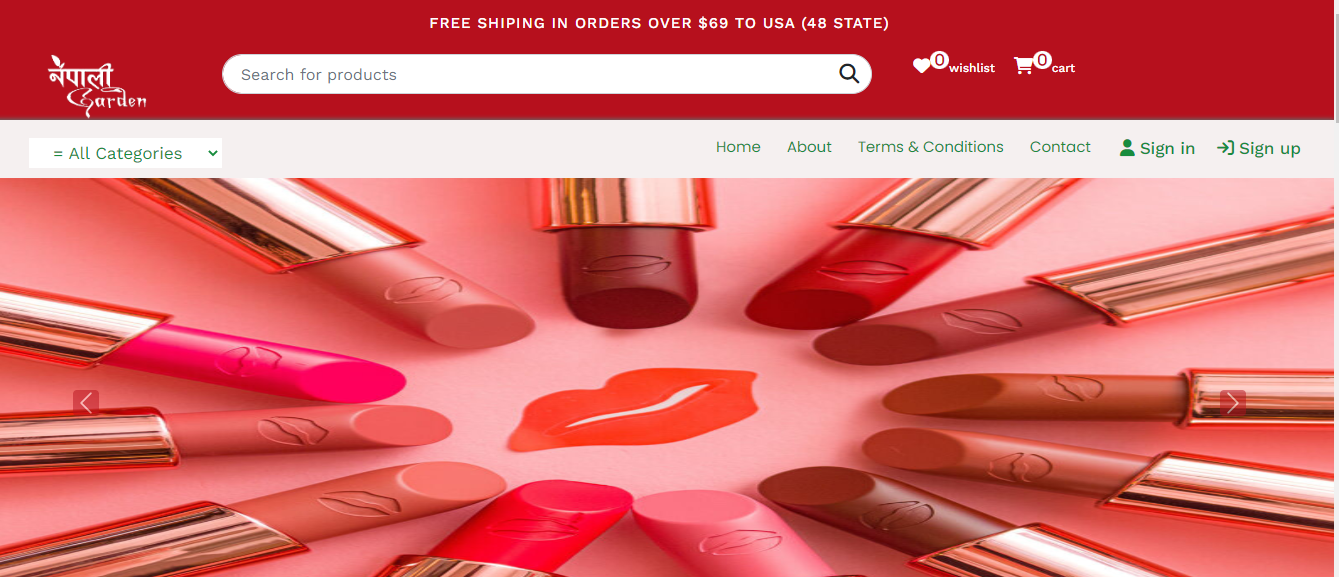 FREE SHIPING IN ORDERS OVER $69 TO USA (48 STATE)
नेपाली
Garden
Search for products
0 wishlist
0 cart
= All Categories
Home
About
Terms & Conditions
Contact
Sign in
Sign up